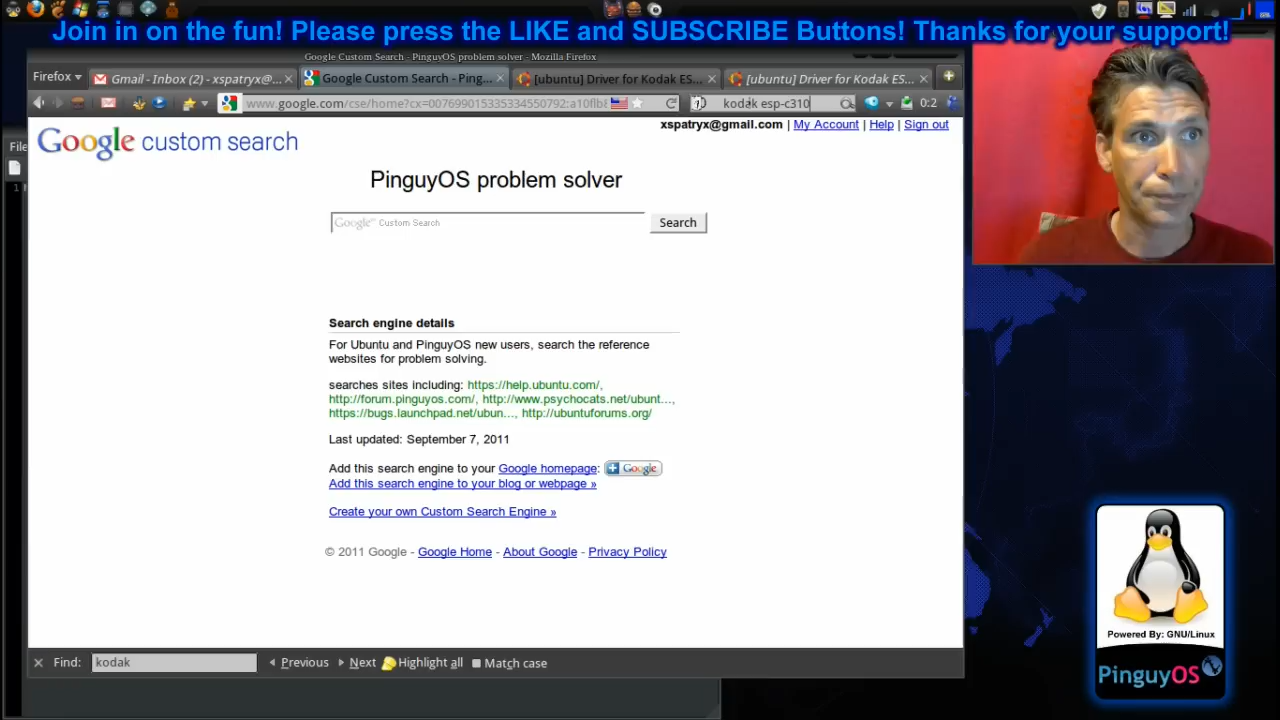 Join in on the fun! Please press the LIKE and SUBSCRIBE Buttons! Thanks for your support!
Google Custom Search - PinguyOS problem solver - Mozilla Firefox
Firefox
Gmail - Inbox (2) - xspatryx@...
Google Custom Search - Ping...
[ubuntu] Driver for Kodak ES...
[ubuntu] Driver for Kodak ES...
www.google.com/cse/home?cx=007699015335334550792:a10flb
kodak esp-c310
0:2
xspatryx@gmail.com | My Account | Help | Sign out
File
Google custom search
1
PinguyOS problem solver
Google™ Custom Search
Search
Search engine details
For Ubuntu and PinguyOS new users, search the reference
websites for problem solving.
searches sites including: https://help.ubuntu.com/,
http://forum.pinguyos.com/, http://www.psychocats.net/ubunt...,
https://bugs.launchpad.net/ubun..., http://ubuntuforums.org/
Last updated: September 7, 2011
Add this search engine to your Google homepage: Google
Add this search engine to your blog or webpage »
Create your own Custom Search Engine »
© 2011 Google - Google Home - About Google - Privacy Policy
Find: kodak Previous Next Highlight all Match case
Powered By: GNU/Linux
PinguyOS